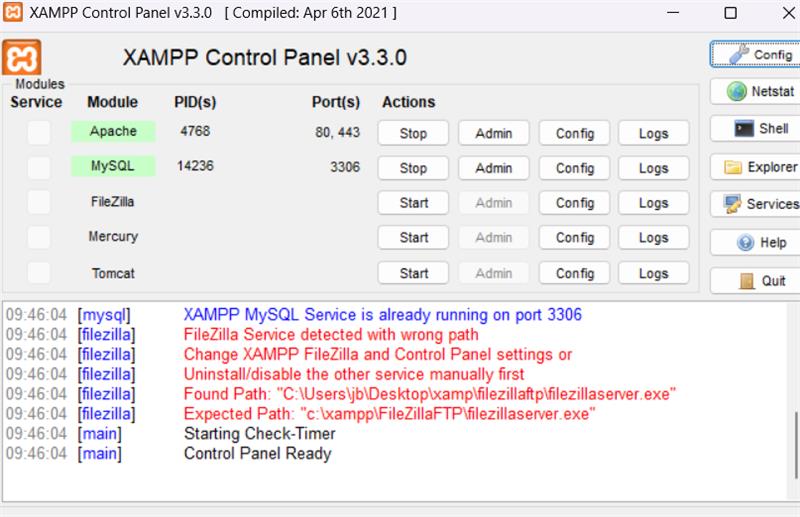 XAMPP Control Panel v3.3.0 [ Compiled: Apr 6th 2021 ]
XAMPP Control Panel v3.3.0
Config
Modules
Service Module PID(s) Port(s) Actions
Netstat
Apache 4768 80, 443 Stop Admin Config Logs
Shell
MySQL 14236 3306 Stop Admin Config Logs
Explorer
FileZilla Start Admin Config Logs
Services
Mercury Start Admin Config Logs
Help
Tomcat Start Admin Config Logs
Quit
09:46:04 [mysql] XAMPP MySQL Service is already running on port 3306
09:46:04 [filezilla] FileZilla Service detected with wrong path
09:46:04 [filezilla] Change XAMPP FileZilla and Control Panel settings or
09:46:04 [filezilla] Uninstall/disable the other service manually first
09:46:04 [filezilla] Found Path: "C:\Users\jb\Desktop\xamp\filezillaftp\filezillaserver.exe"
09:46:04 [filezilla] Expected Path: "c:\xampp\FileZillaFTP\filezillaserver.exe"
09:46:04 [main] Starting Check-Timer
09:46:04 [main] Control Panel Ready